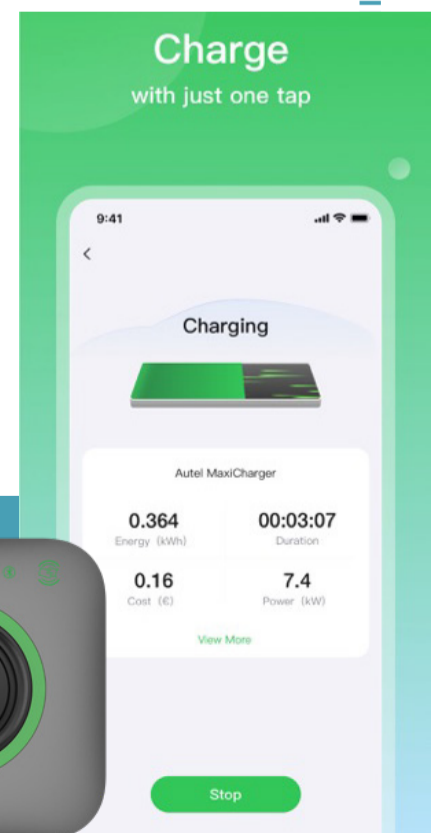 Charge
with just one tap
9:41
Charging
Autel MaxiCharger
0.364 00:03:07
Energy (kWh) Duration
0.16 7.4
Cost (€) Power (kW)
View More
Stop